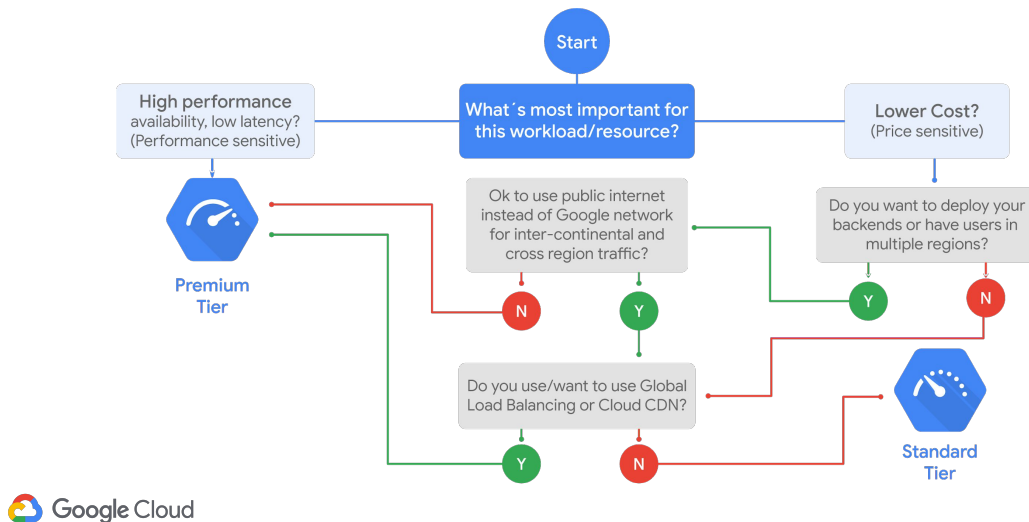 Start
High performance
availability, low latency?
(Performance sensitive)
What´s most important for
this workload/resource?
Lower Cost?
(Price sensitive)
Ok to use public internet
instead of Google network
for inter-continental and
cross region traffic?
Do you want to deploy your
backends or have users in
multiple regions?
Premium
Tier
N
Y
Y
N
Do you use/want to use Global
Load Balancing or Cloud CDN?
Y
N
Standard
Tier
Google Cloud